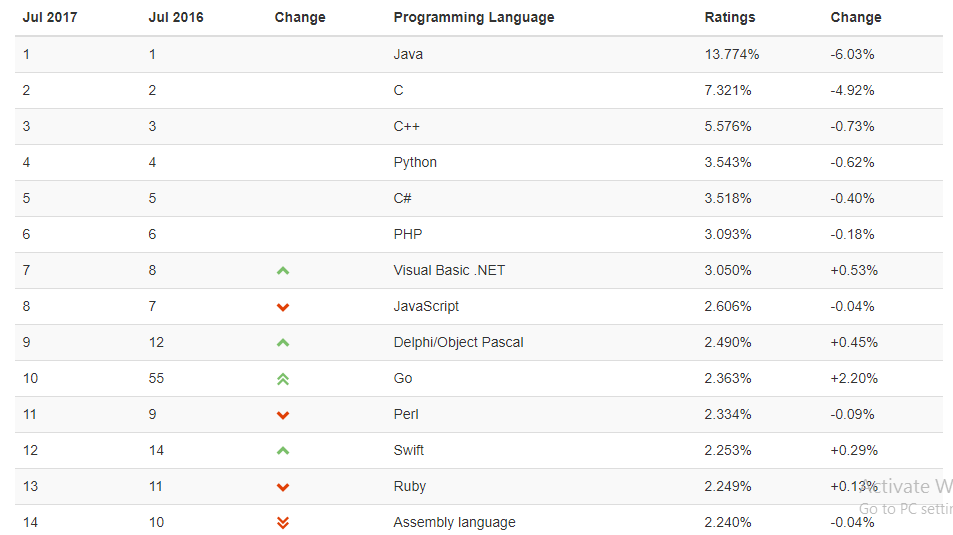 Jul 2017 Jul 2016 Change Programming Language Ratings Change
1 1 Java 13.774% -6.03%
2 2 C 7.321% -4.92%
3 3 C++ 5.576% -0.73%
4 4 Python 3.543% -0.62%
5 5 C# 3.518% -0.40%
6 6 PHP 3.093% -0.18%
7 8 Visual Basic .NET 3.050% +0.53%
8 7 JavaScript 2.606% -0.04%
9 12 Delphi/Object Pascal 2.490% +0.45%
10 55 Go 2.363% +2.20%
11 9 Perl 2.334% -0.09%
12 14 Swift 2.253% +0.29%
13 11 Ruby 2.249% +0.13%
Activate W
Go to PC settin
14 10 Assembly language 2.240% -0.04%